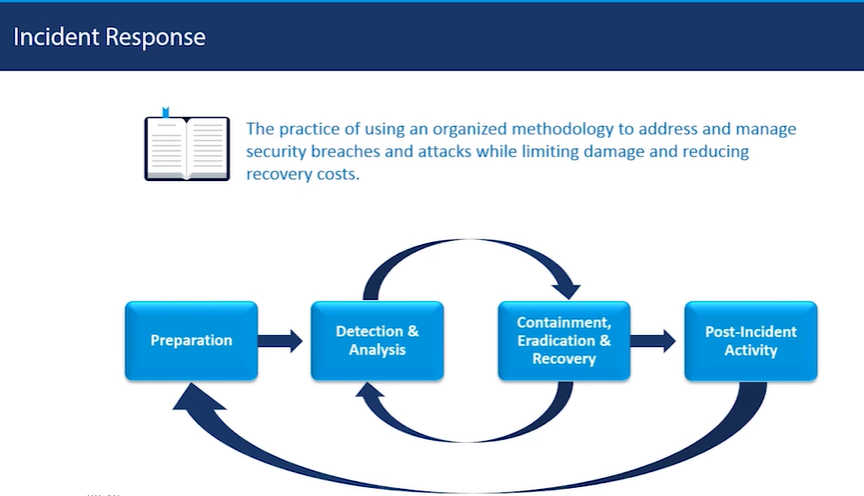 Incident Response
The practice of using an organized methodology to address and manage
security breaches and attacks while limiting damage and reducing
recovery costs.
Preparation
Detection &
Analysis
Containment,
Eradication &
Recovery
Post-Incident
Activity